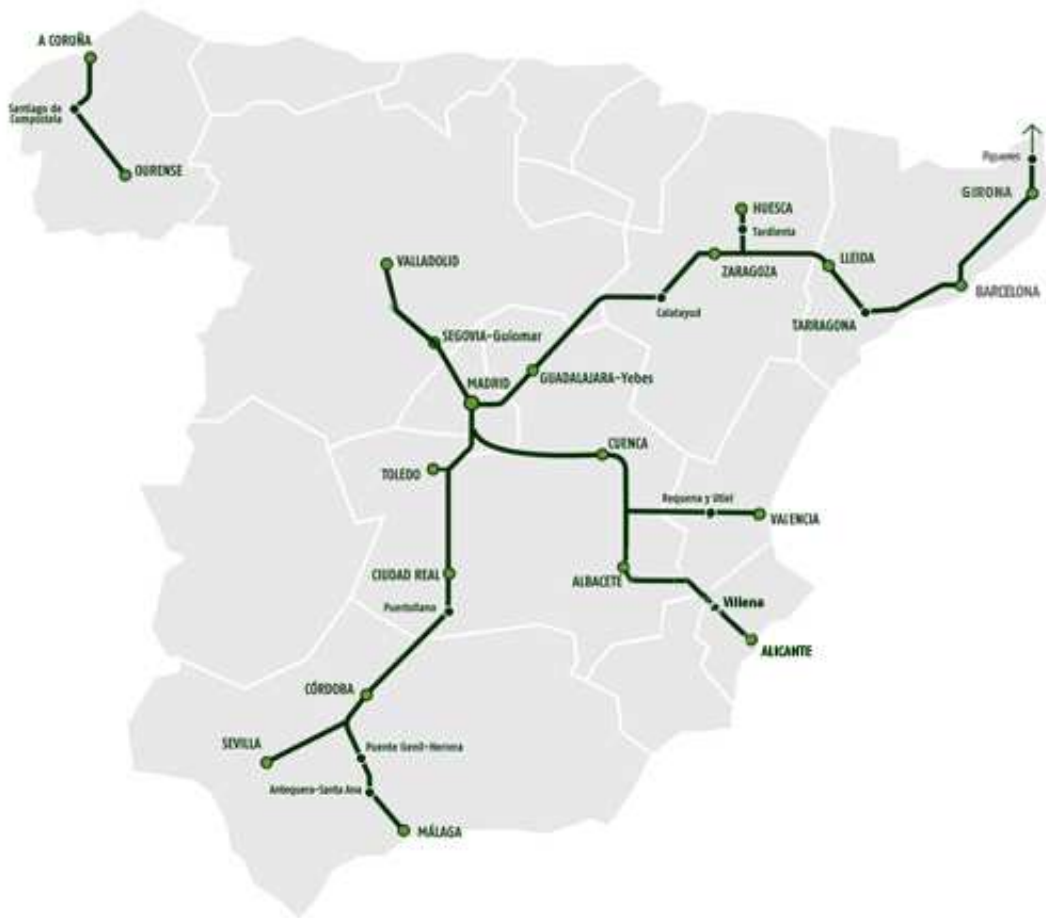 A CORUÑA
Santiago de
Compostela
OURENSE
Figueres
GIRONA
HUESCA
Tardienta
ZARAGOZA
LLEIDA
BARCELONA
TARRAGONA
Calatayud
VALLADOLID
SEGOVIA-Guiomar
MADRID
GUADALAJARA-Yebes
CUENCA
TOLEDO
Requena y Utiel
VALENCIA
CIUDAD REAL
ALBACETE
Puertollano
Villena
ALICANTE
CÓRDOBA
SEVILLA
Puente Genil-Herrera
Antequera-Santa Ana
MÁLAGA